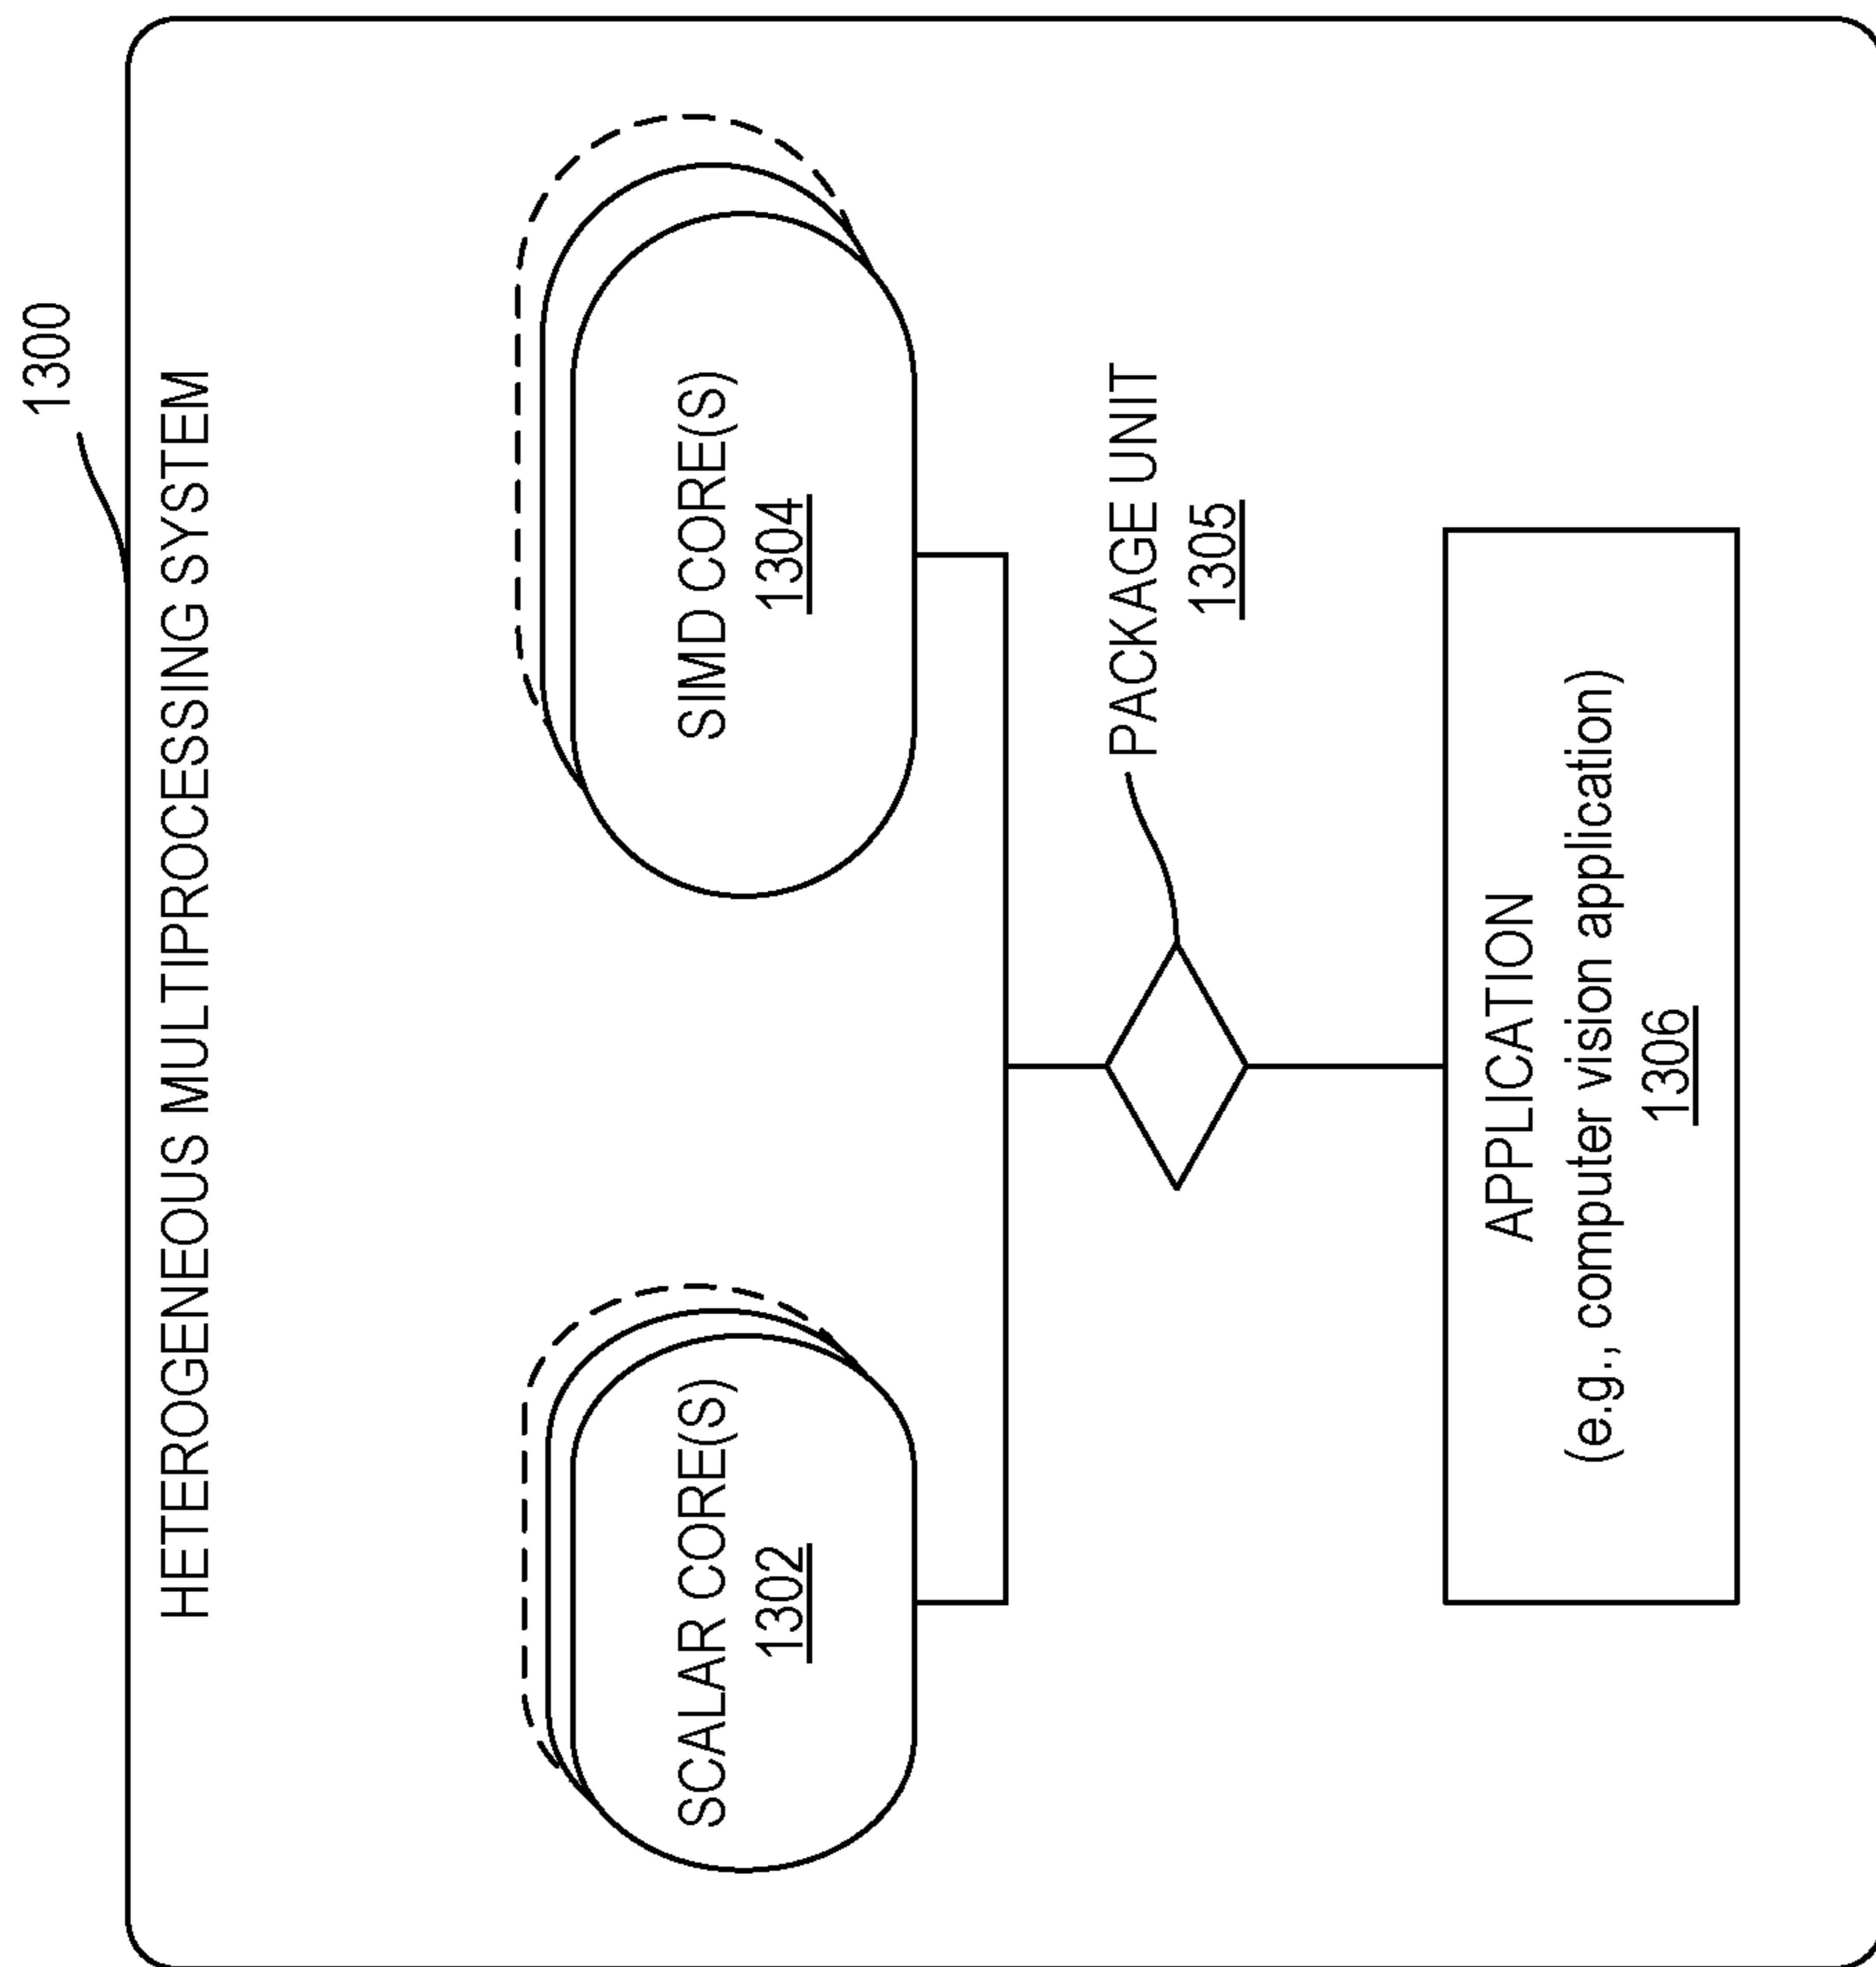 1300
HETEROGENEOUS MULTIPROCESSING SYSTEM
SCALAR CORE(S)
1302
SIMD CORE(S)
1304
PACKAGE UNIT
1305
APPLICATION
(e.g., computer vision application)
1306